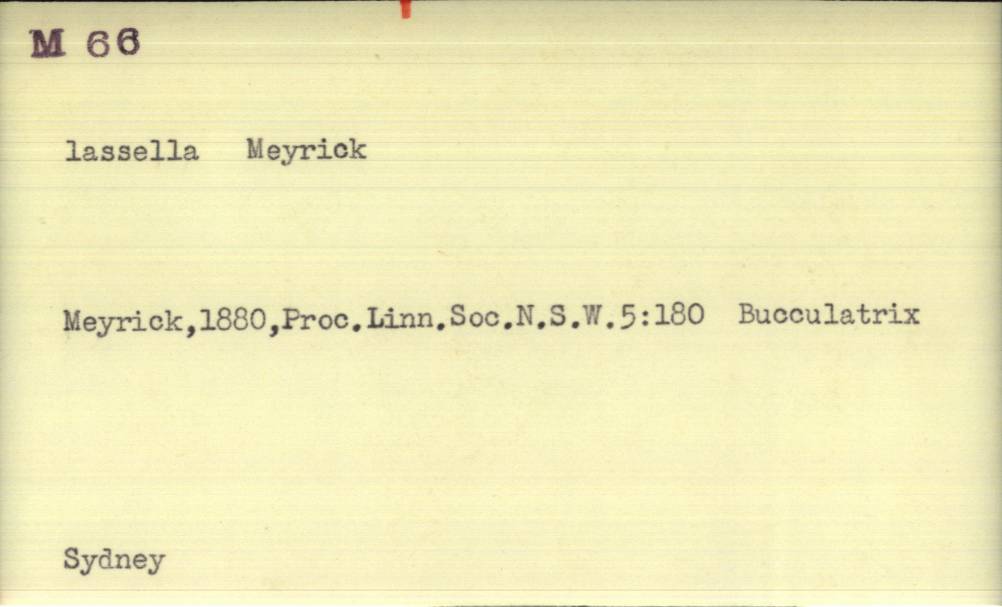 M 66
lassella Meyrick
Meyrick,1880,Proc.Linn.Soc.N.S.W.5:180 Bucculatrix
Sydney